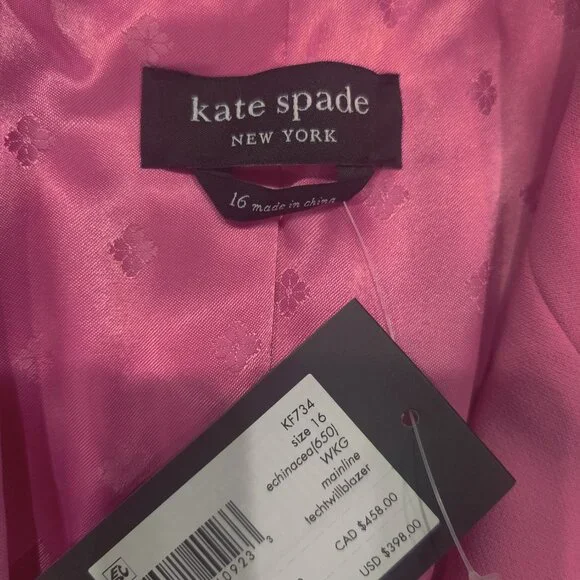 kate spade
NEW YORK
16 made in china
KF734
size 16
echinacea(650)
WKG
mainline
techtwillblazer
CAD $458.00
USD $398.00
EC